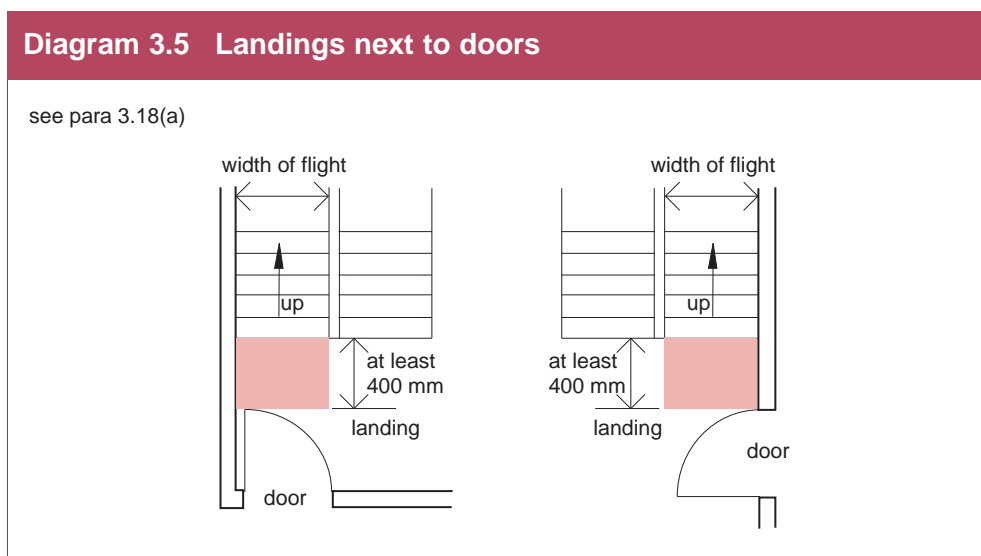 Diagram 3.5 Landings next to doors
see para 3.18(a)
width of flight
up
at least
400 mm
landing
door
width of flight
up
at least
400 mm
landing
door